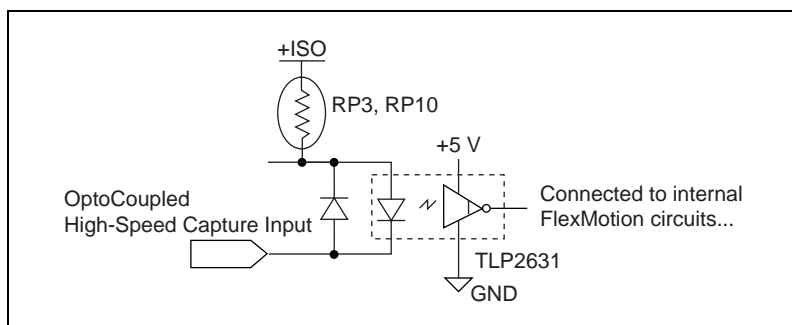 +ISO
RP3, RP10
+5 V
OptoCoupled
High-Speed Capture Input
Connected to internal
FlexMotion circuits...
TLP2631
GND